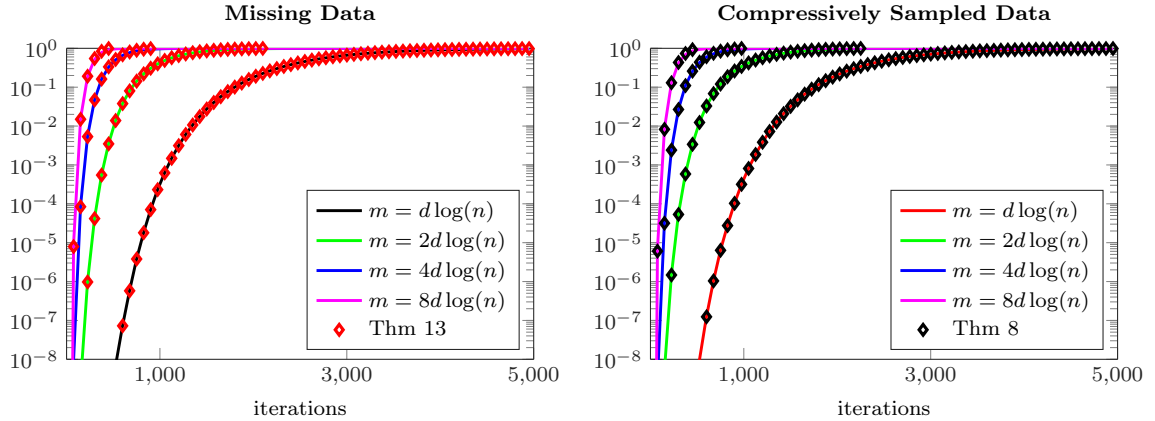 Missing Data
10^0
10^−1
10^−2
10^−3
10^−4
10^−5
10^−6
10^−7
10^−8
1,000 3,000 5,000
iterations
m = d log(n)
m = 2d log(n)
m = 4d log(n)
m = 8d log(n)
Thm 13
Compressively Sampled Data
10^0
10^−1
10^−2
10^−3
10^−4
10^−5
10^−6
10^−7
10^−8
1,000 3,000 5,000
iterations
m = d log(n)
m = 2d log(n)
m = 4d log(n)
m = 8d log(n)
Thm 8